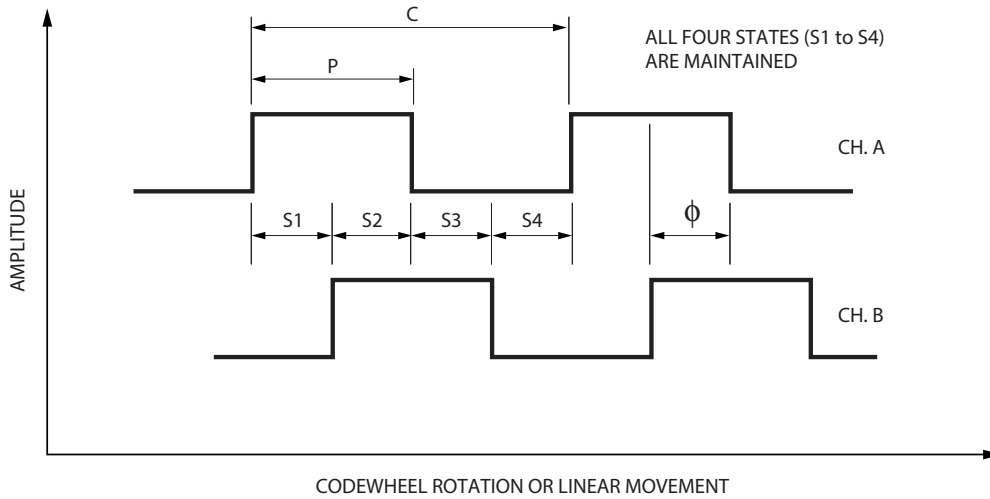 C
ALL FOUR STATES (S1 to S4)
ARE MAINTAINED
P
CH. A
AMPLITUDE
S1 S2 S3 S4 ϕ
CH. B
CODEWHEEL ROTATION OR LINEAR MOVEMENT